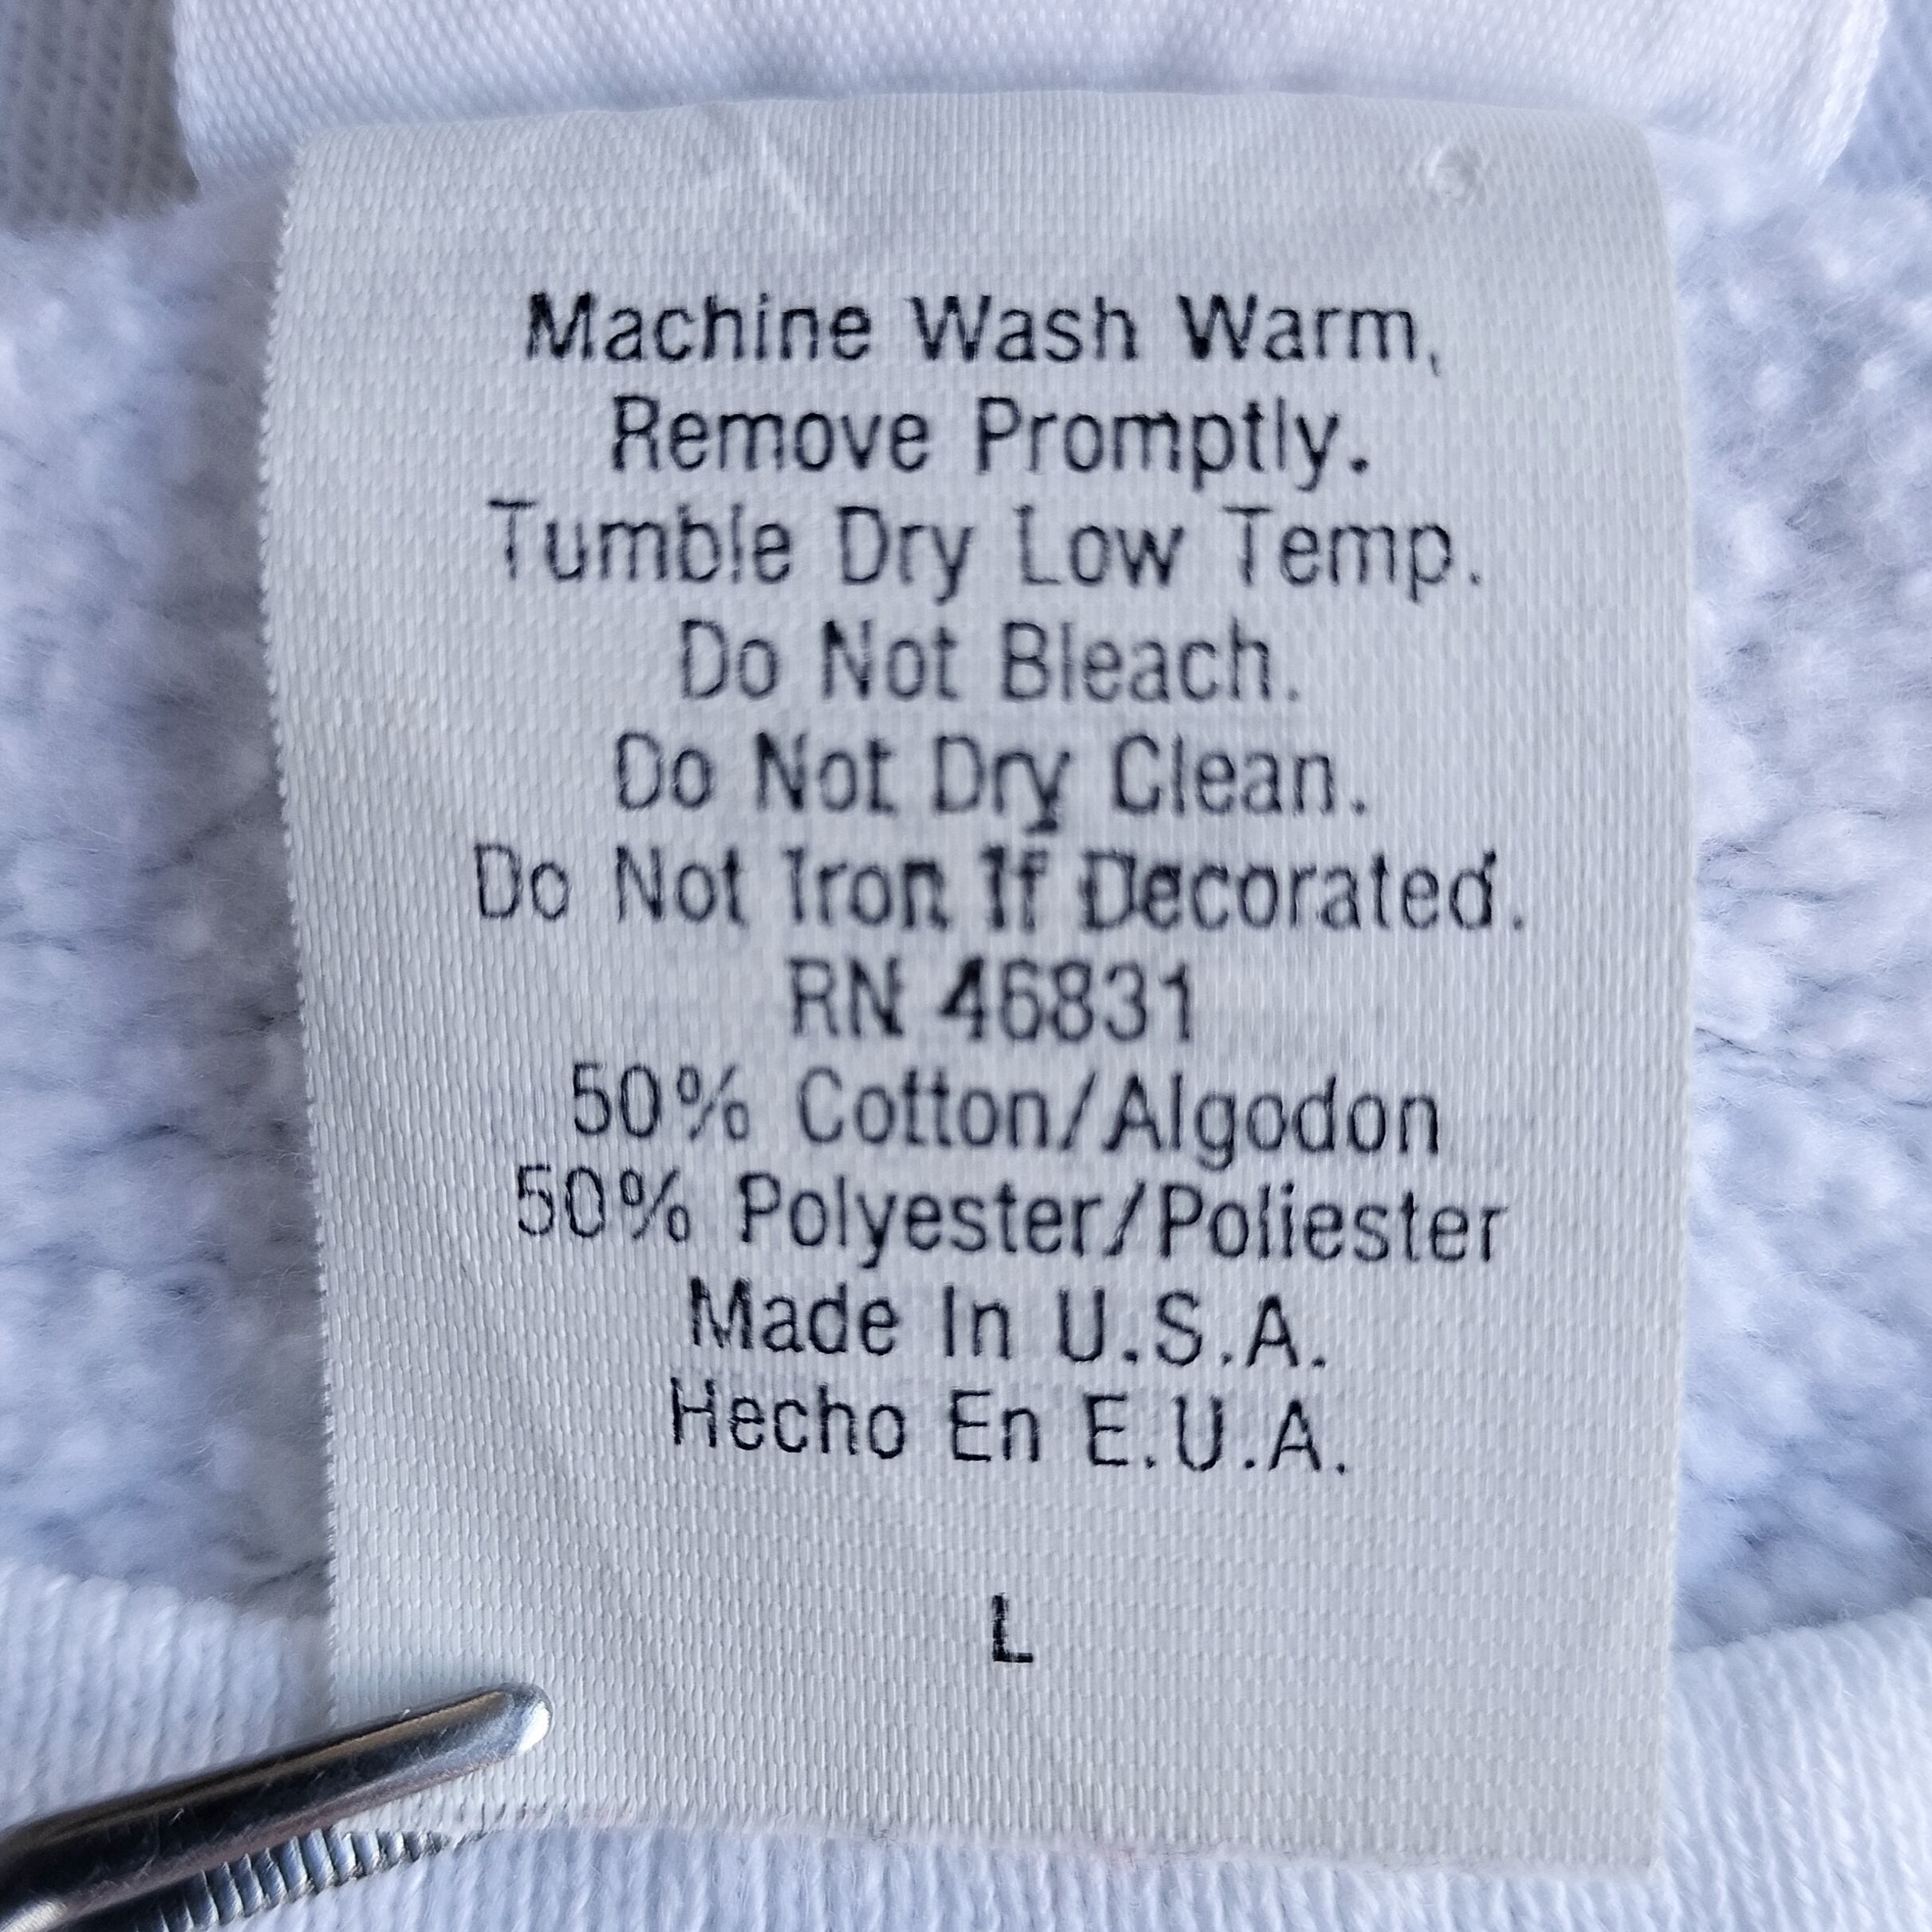 Machine Wash Warm,
Remove Promptly.
Tumble Dry Low Temp.
Do Not Bleach.
Do Not Dry Clean.
Do Not Iron If Decorated.
RN 46831
50% Cotton/Algodon
50% Polyester/Poliester
Made In U.S.A.
Hecho En E.U.A.
L